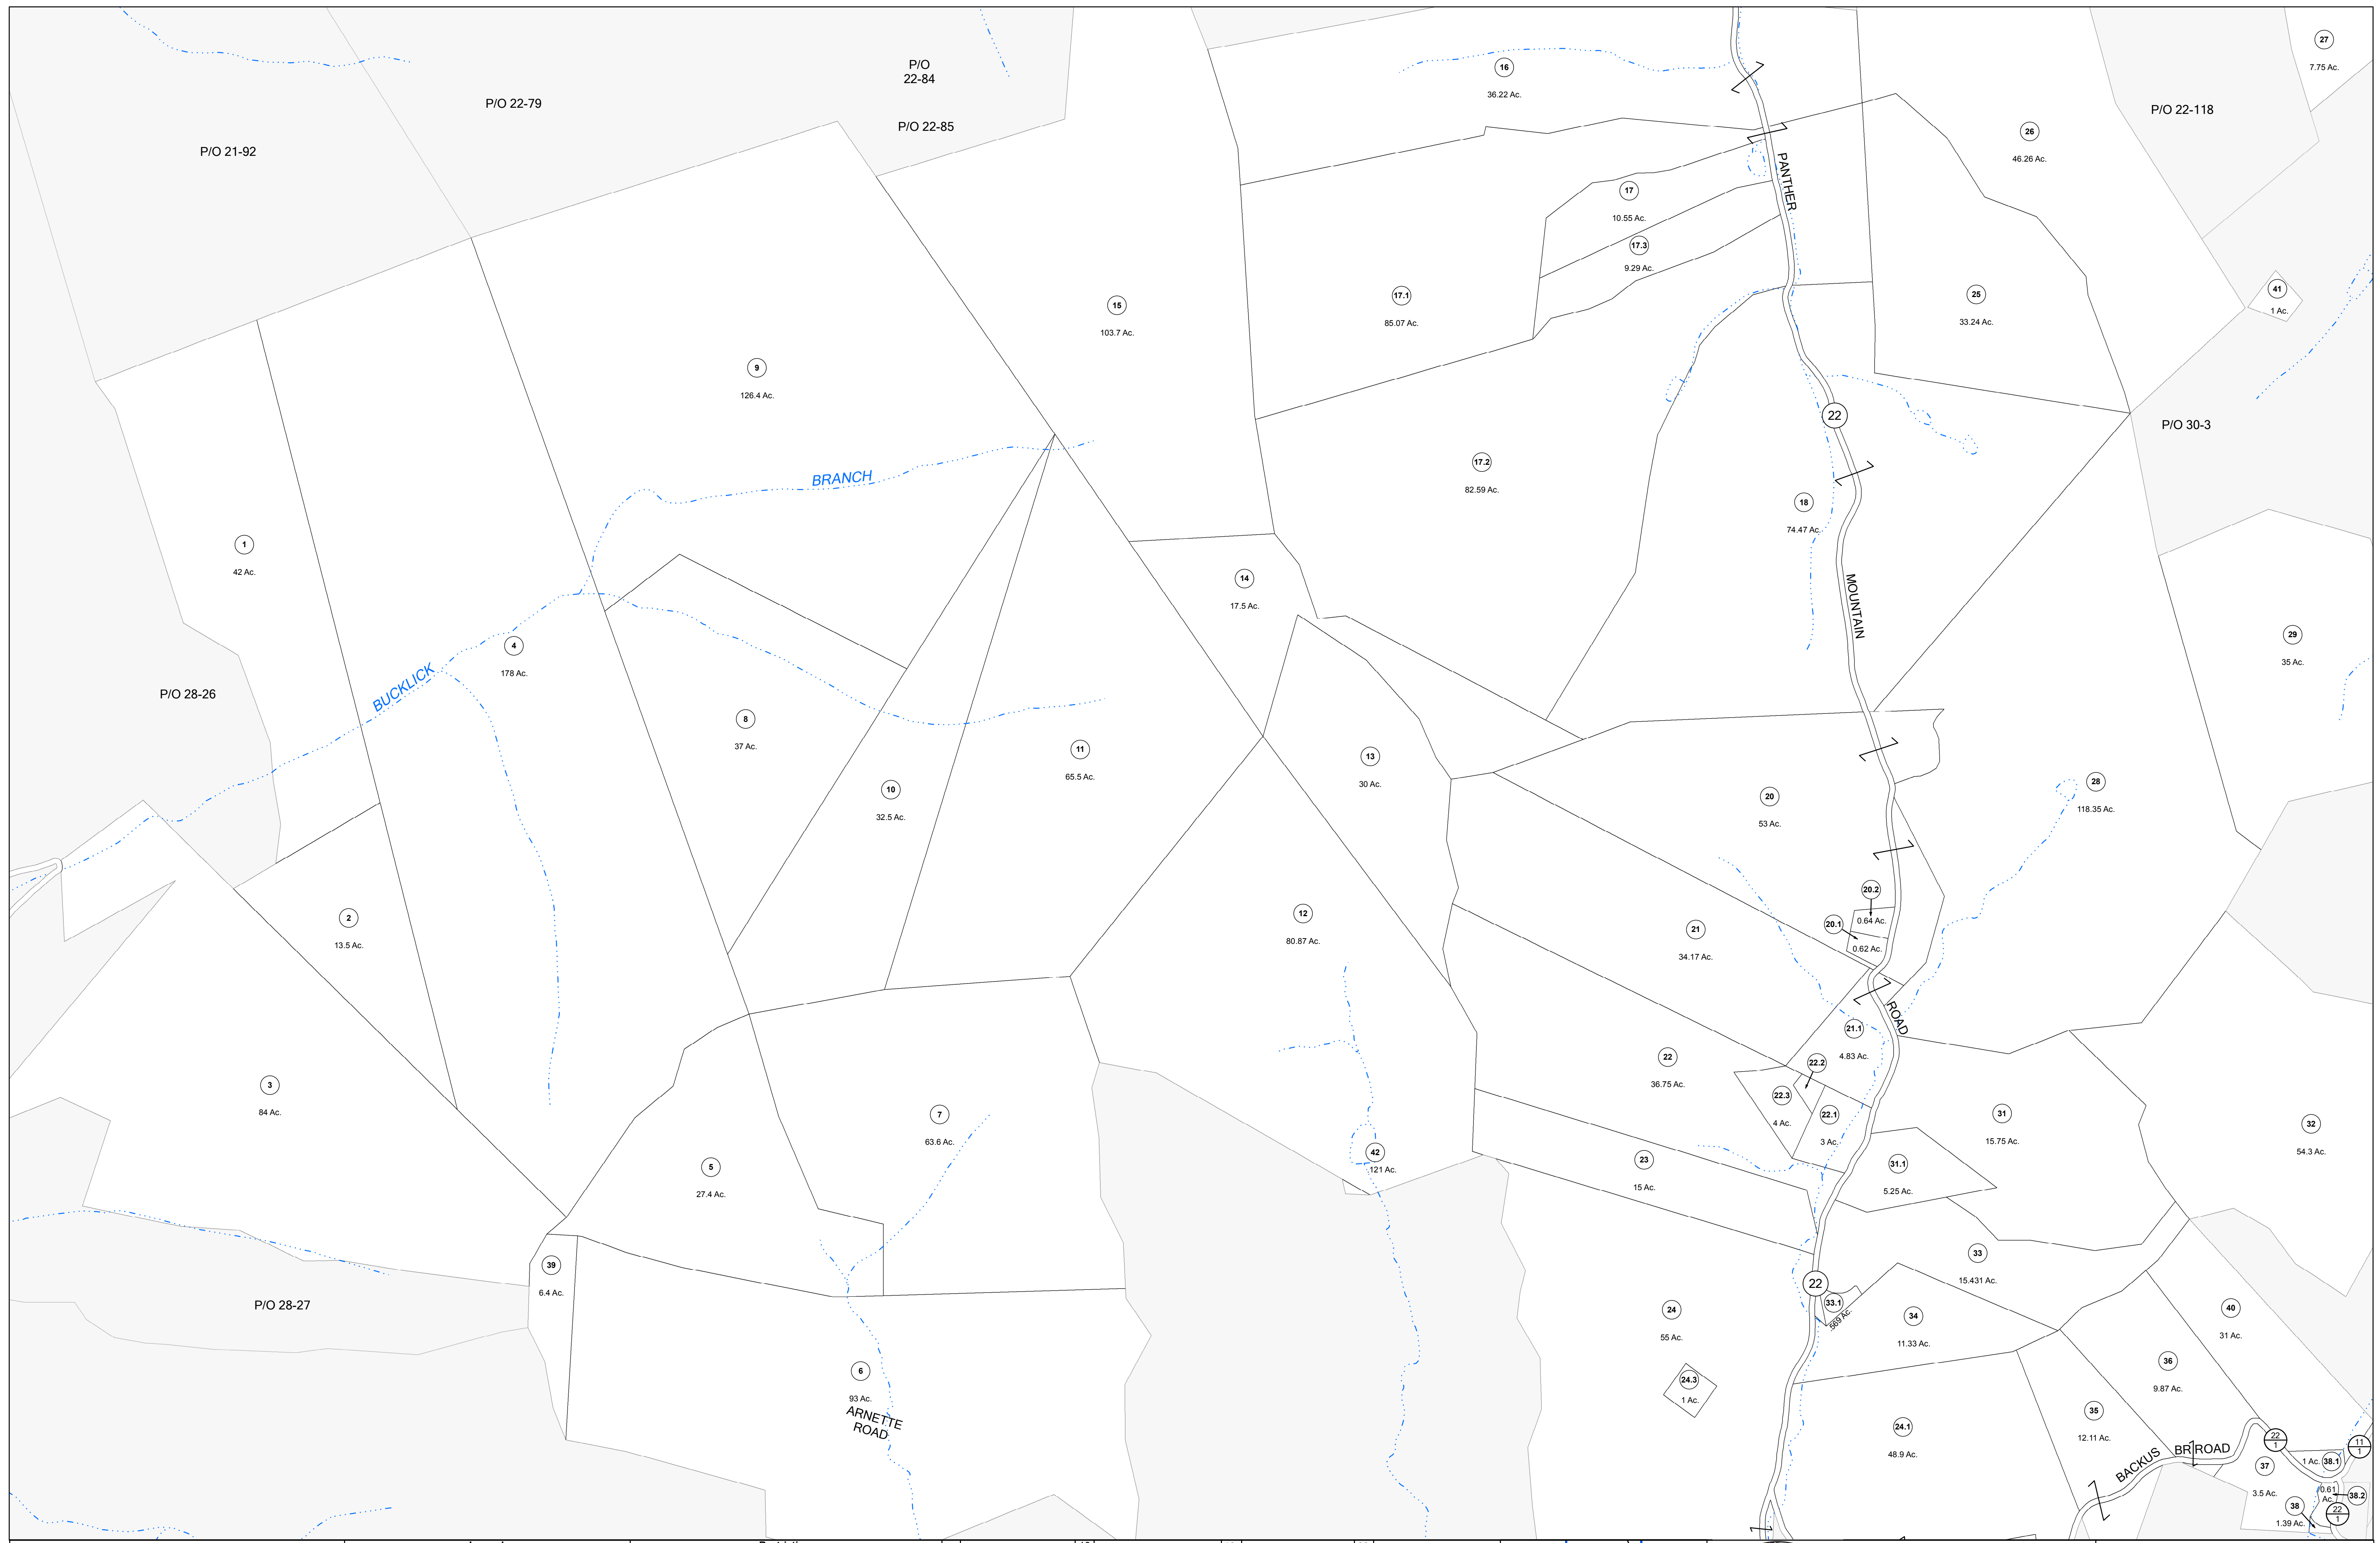 P/O
22-84
27
7.75 Ac.
16
36.22 Ac.
P/O 22-79
P/O 22-85
P/O 22-118
26
46.26 Ac.
P/O 21-92
PANTHER
17
10.55 Ac.
17.3
9.29 Ac.
15
103.7 Ac.
17.1
85.07 Ac.
25
33.24 Ac.
41
1 Ac.
9
126.4 Ac.
22
P/O 30-3
BRANCH
17.2
82.59 Ac.
18
74.47 Ac.
1
42 Ac.
14
17.5 Ac.
MOUNTAIN
4
178 Ac.
29
35 Ac.
BUCKLICK
P/O 28-26
8
37 Ac.
11
65.5 Ac.
13
30 Ac.
10
32.5 Ac.
20
53 Ac.
28
118.35 Ac.
20.2
0.64 Ac.
20.1
0.62 Ac.
2
13.5 Ac.
12
80.87 Ac.
21
34.17 Ac.
ROAD
21.1
4.83 Ac.
22
36.75 Ac.
22.2
22.3
4 Ac.
22.1
3 Ac.
3
84 Ac.
7
63.6 Ac.
31
15.75 Ac.
32
54.3 Ac.
42
121 Ac.
5
27.4 Ac.
23
15 Ac.
31.1
5.25 Ac.
39
6.4 Ac.
33
15.431 Ac.
22
P/O 28-27
33.1
.569 Ac.
24
55 Ac.
34
11.33 Ac.
40
31 Ac.
6
93 Ac.
ARNETTE
ROAD
24.3
1 Ac.
36
9.87 Ac.
35
12.11 Ac.
24.1
48.9 Ac.
BACKUS
BR ROAD
22
1
11
1
1 Ac.
38.1
37
3.5 Ac.
0.61
Ac.
38.2
38
1.39 Ac.
22
1